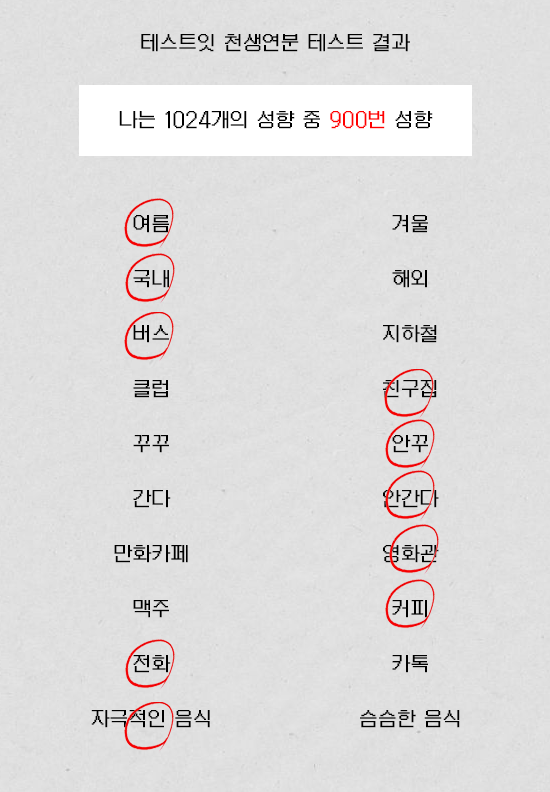 테스트잇 천생연분 테스트 결과
나는 1024개의 성향 중 900번 성향
여름 겨울
국내 해외
버스 지하철
클럽 친구집
꾸꾸 안꾸
간다 안간다
만화카페 영화관
맥주 커피
전화 카톡
자극적인 음식 슴슴한 음식